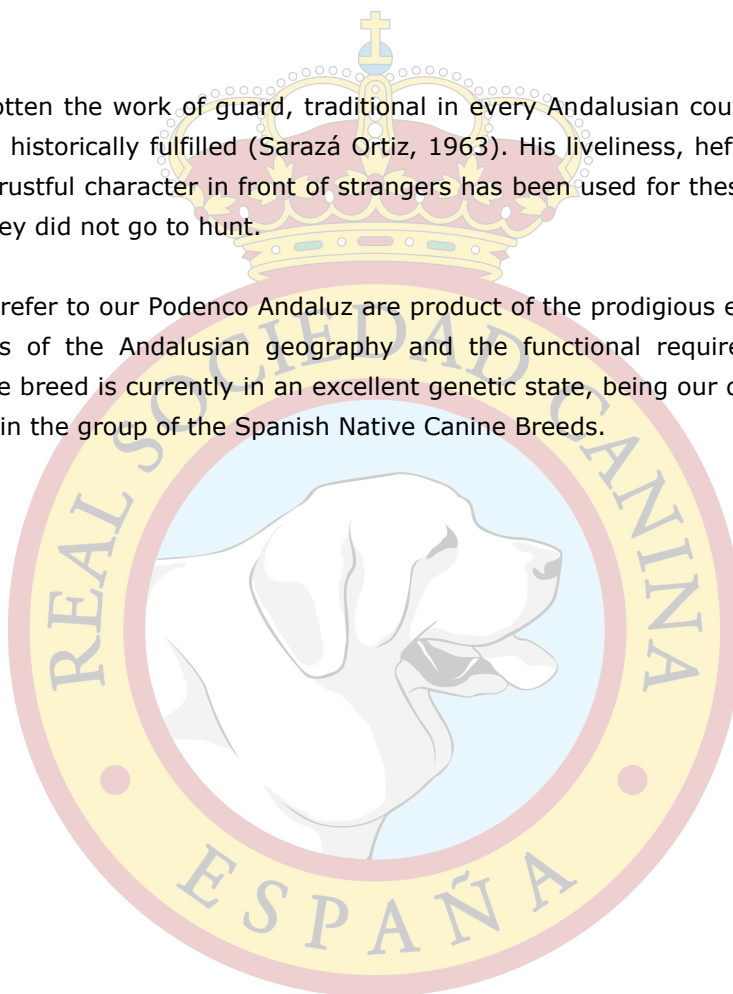 otten the work of guard, traditional in every Andalusian cou
historically fulfilled (Sarazá Ortiz, 1963). His liveliness, hef
rustful character in front of strangers has been used for thes
ey did not go to hunt.
refer to our Podenco Andaluz are product of the prodigious e
s of the Andalusian geography and the functional require
e breed is currently in an excellent genetic state, being our
in the group of the Spanish Native Canine Breeds.
REAL SOCIEDAD CANINA
ESPAÑA